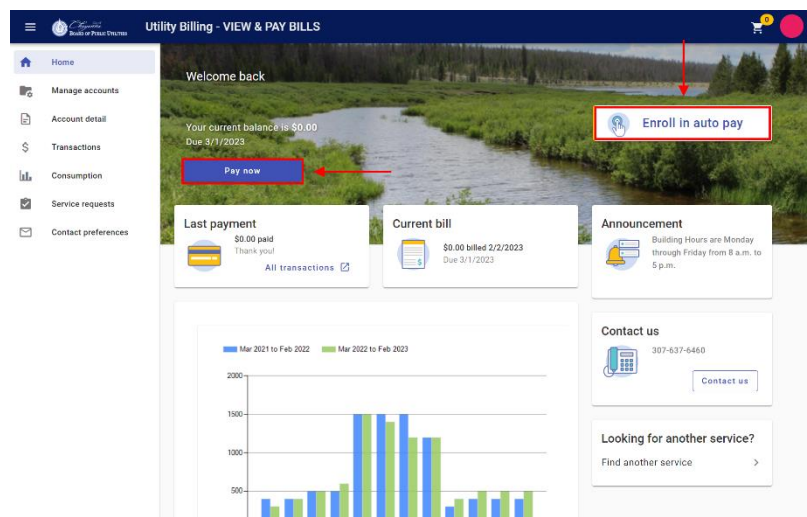 Cheyenne
BOARD OF PUBLIC UTILITIES
Utility Billing - VIEW & PAY BILLS
0
Home
Manage accounts
Account detail
Transactions
Consumption
Service requests
Contact preferences
Welcome back
Your current balance is $0.00
Due 3/1/2023
Pay now
Enroll in auto pay
Last payment
$0.00 paid
Thank you!
All transactions
Current bill
$0.00 billed 2/2/2023
Due 3/1/2023
Announcement
Building Hours are Monday
through Friday from 8 a.m. to
5 p.m.
Mar 2021 to Feb 2022
Mar 2022 to Feb 2023
2000
1500
1000
500
Contact us
307-637-6460
Contact us
Looking for another service?
Find another service